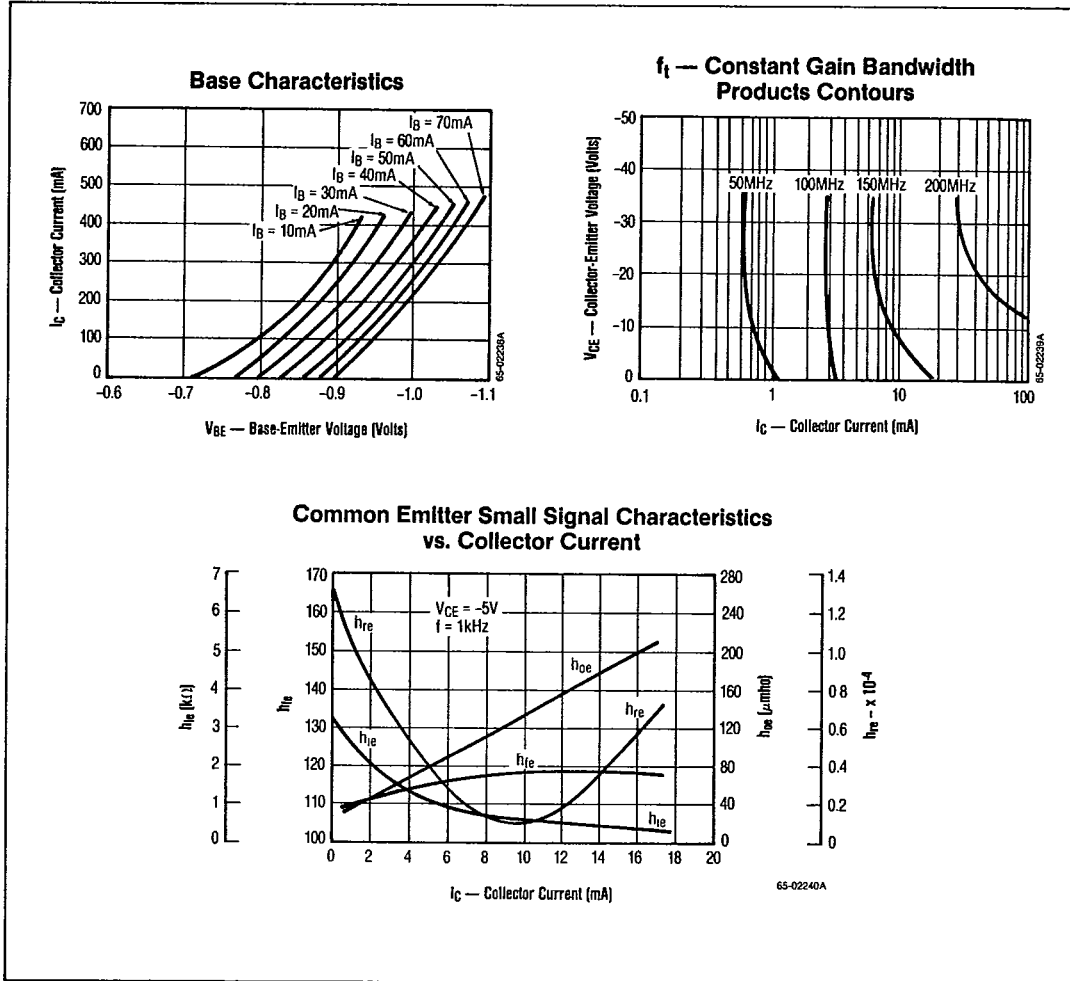 Base Characteristics
700
600
500
400
300
200
100
0
IC — Collector Current (mA)
IB = 70mA
IB = 60mA
IB = 50mA
IB = 40mA
IB = 30mA
IB = 20mA
IB = 10mA
–0.6
–0.7
–0.8
–0.9
–1.0
–1.1
VBE — Base-Emitter Voltage (Volts)
65-02238A
ft — Constant Gain Bandwidth
Products Contours
–50
–40
–30
–20
–10
0
VCE — Collector-Emitter Voltage (Volts)
50MHz
100MHz
150MHz
200MHz
0.1
1
10
100
IC — Collector Current (mA)
65-02239A
Common Emitter Small Signal Characteristics
vs. Collector Current
7
6
5
4
3
2
1
0
hie (kΩ)
170
160
150
140
130
120
110
100
hfe
VCE = –5V
f = 1kHz
hre
hoe
hre
hie
hfe
hie
280
240
200
160
120
80
40
0
hoe (µmho)
1.4
1.2
1.0
0.8
0.6
0.4
0.2
0
hre – x 10-4
0
2
4
6
8
10
12
14
16
18
20
IC — Collector Current (mA)
65-02240A